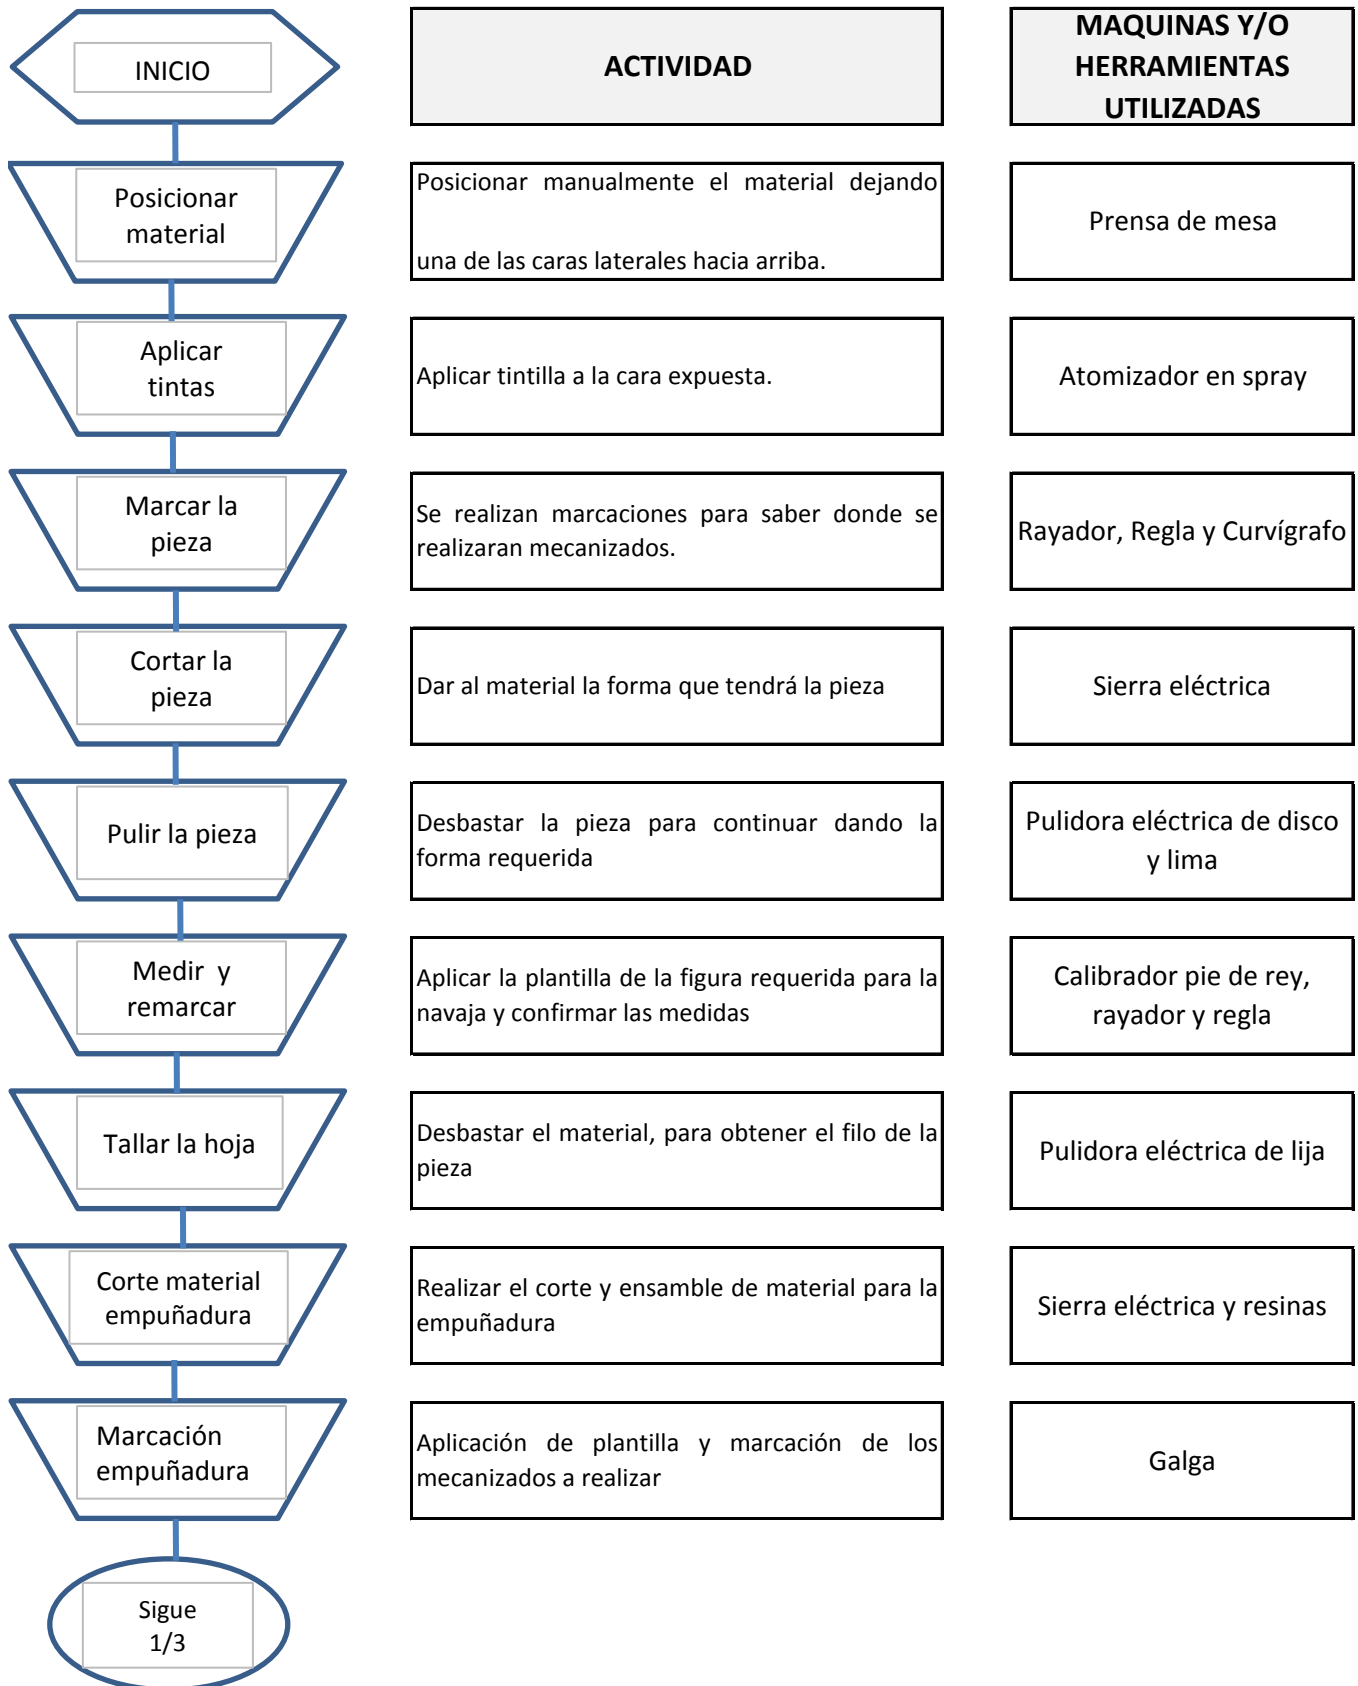 INICIO
ACTIVIDAD
MAQUINAS Y/O
HERRAMIENTAS
UTILIZADAS
Posicionar
material
Posicionar manualmente el material dejando
una de las caras laterales hacia arriba.
Prensa de mesa
Aplicar
tintas
Aplicar tintilla a la cara expuesta.
Atomizador en spray
Marcar la
pieza
Se realizan marcaciones para saber donde se
realizaran mecanizados.
Rayador, Regla y Curvígrafo
Cortar la
pieza
Dar al material la forma que tendrá la pieza
Sierra eléctrica
Pulir la pieza
Desbastar la pieza para continuar dando la
forma requerida
Pulidora eléctrica de disco
y lima
Medir y
remarcar
Aplicar la plantilla de la figura requerida para la
navaja y confirmar las medidas
Calibrador pie de rey,
rayador y regla
Tallar la hoja
Desbastar el material, para obtener el filo de la
pieza
Pulidora eléctrica de lija
Corte material
empuñadura
Realizar el corte y ensamble de material para la
empuñadura
Sierra eléctrica y resinas
Marcación
empuñadura
Aplicación de plantilla y marcación de los
mecanizados a realizar
Galga
Sigue
1/3